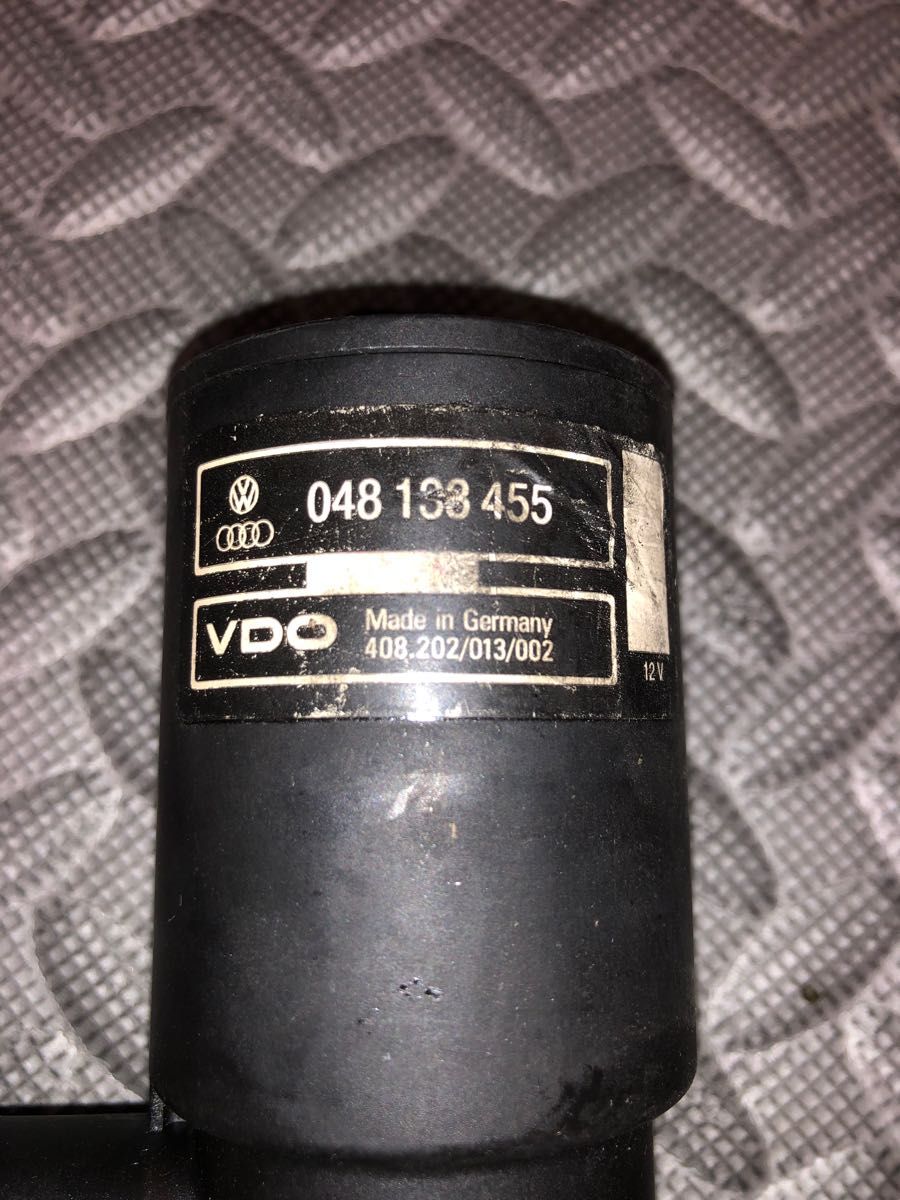 048 133 455
VDO Made in Germany
408.202/013/002
12 V